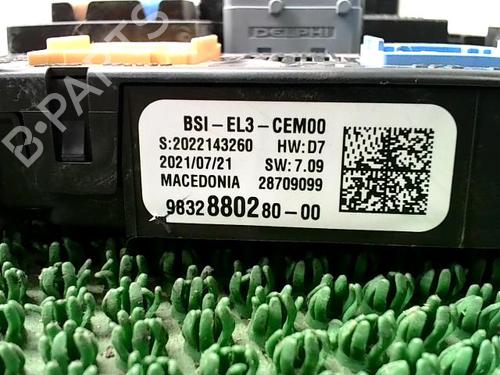 DELPHI
B-PARTS
BSI-EL3-CEM00
S:2022143260 HW:D7
2021/07/21 SW:7.09
MACEDONIA 28709099
9832880280-00